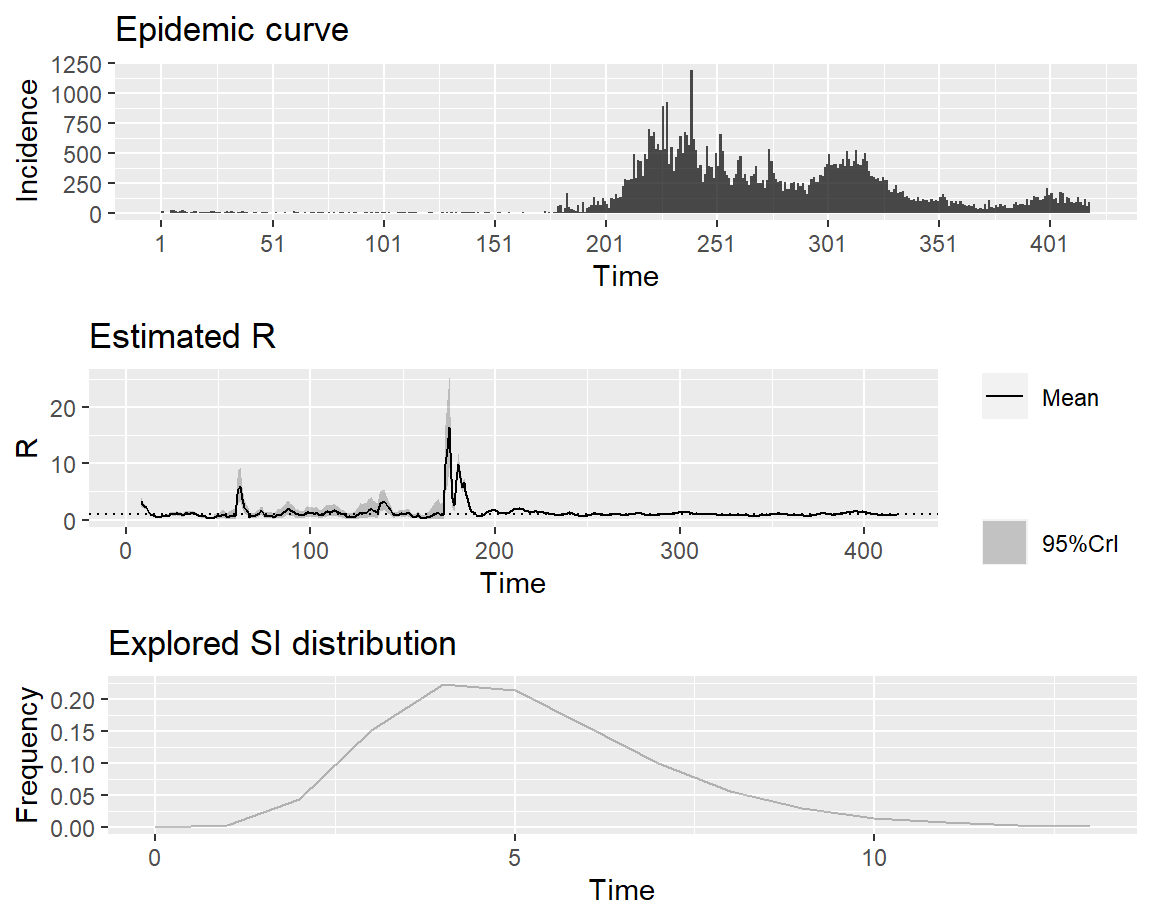 Epidemic curve
1250
1000
750
500
250
0
Incidence
1 51 101 151 201 251 301 351 401
Time
Estimated R
20
10
0
R
0 100 200 300 400
Time
Mean
95%CrI
Explored SI distribution
0.20
0.15
0.10
0.05
0.00
Frequency
0 5 10
Time